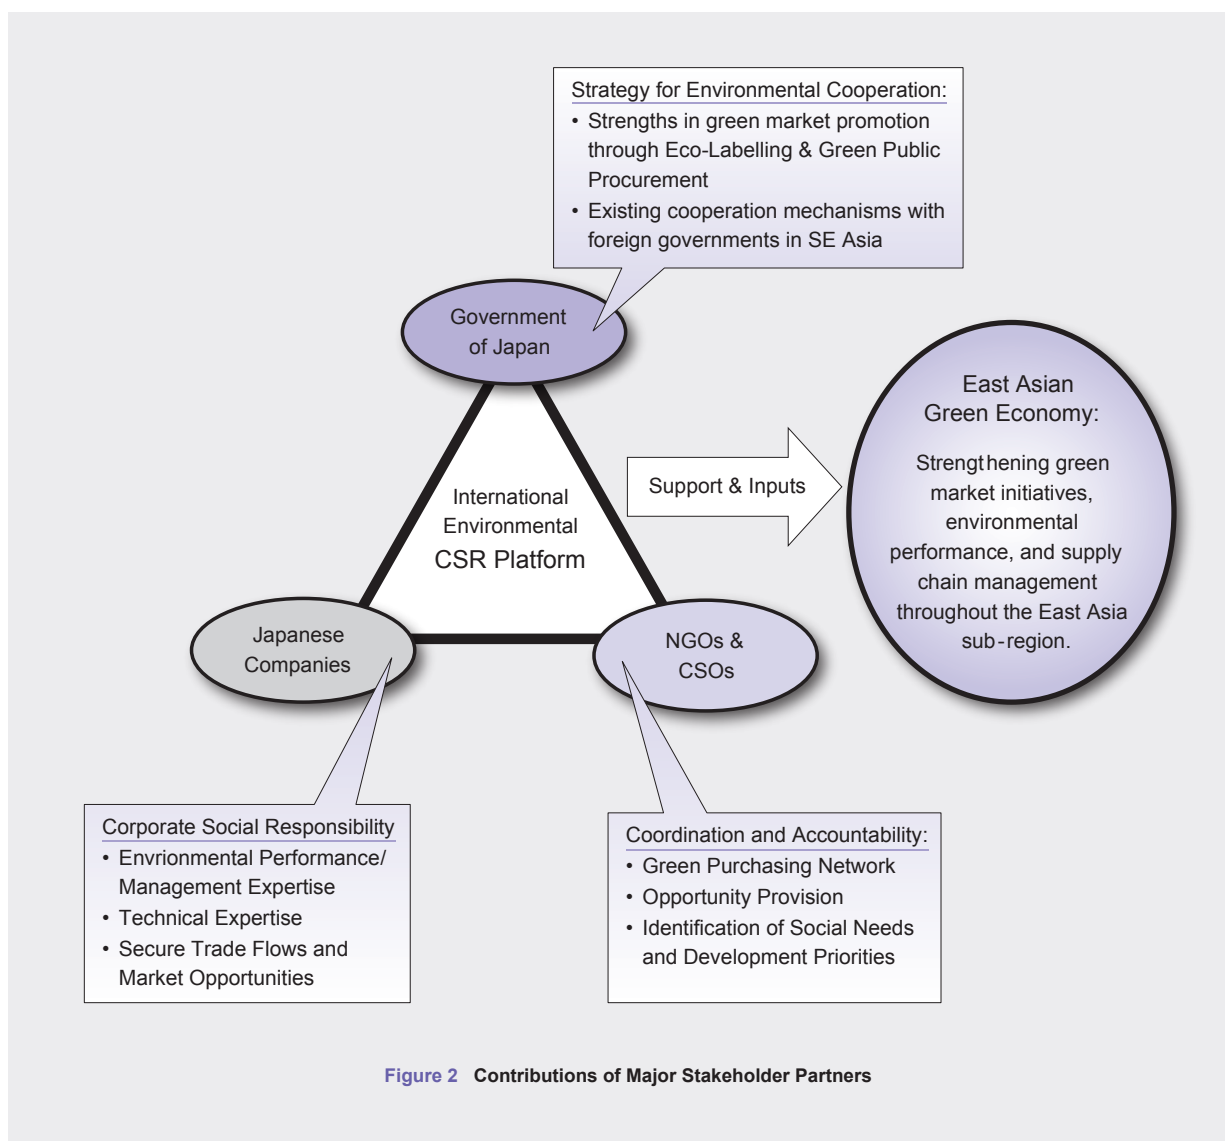 Strategy for Environmental Cooperation:
• Strengths in green market promotion
through Eco-Labelling & Green Public
Procurement
• Existing cooperation mechanisms with
foreign governments in SE Asia
Government
of Japan
East Asian
Green Economy:
Strengthening green
market initiatives,
environmental
performance, and supply
chain management
throughout the East Asia
sub-region.
Support & Inputs
International
Environmental
CSR Platform
Japanese
Companies
NGOs &
CSOs
Corporate Social Responsibility
• Envrionmental Performance/
Management Expertise
• Technical Expertise
• Secure Trade Flows and
Market Opportunities
Coordination and Accountability:
• Green Purchasing Network
• Opportunity Provision
• Identification of Social Needs
and Development Priorities
Figure 2 Contributions of Major Stakeholder Partners